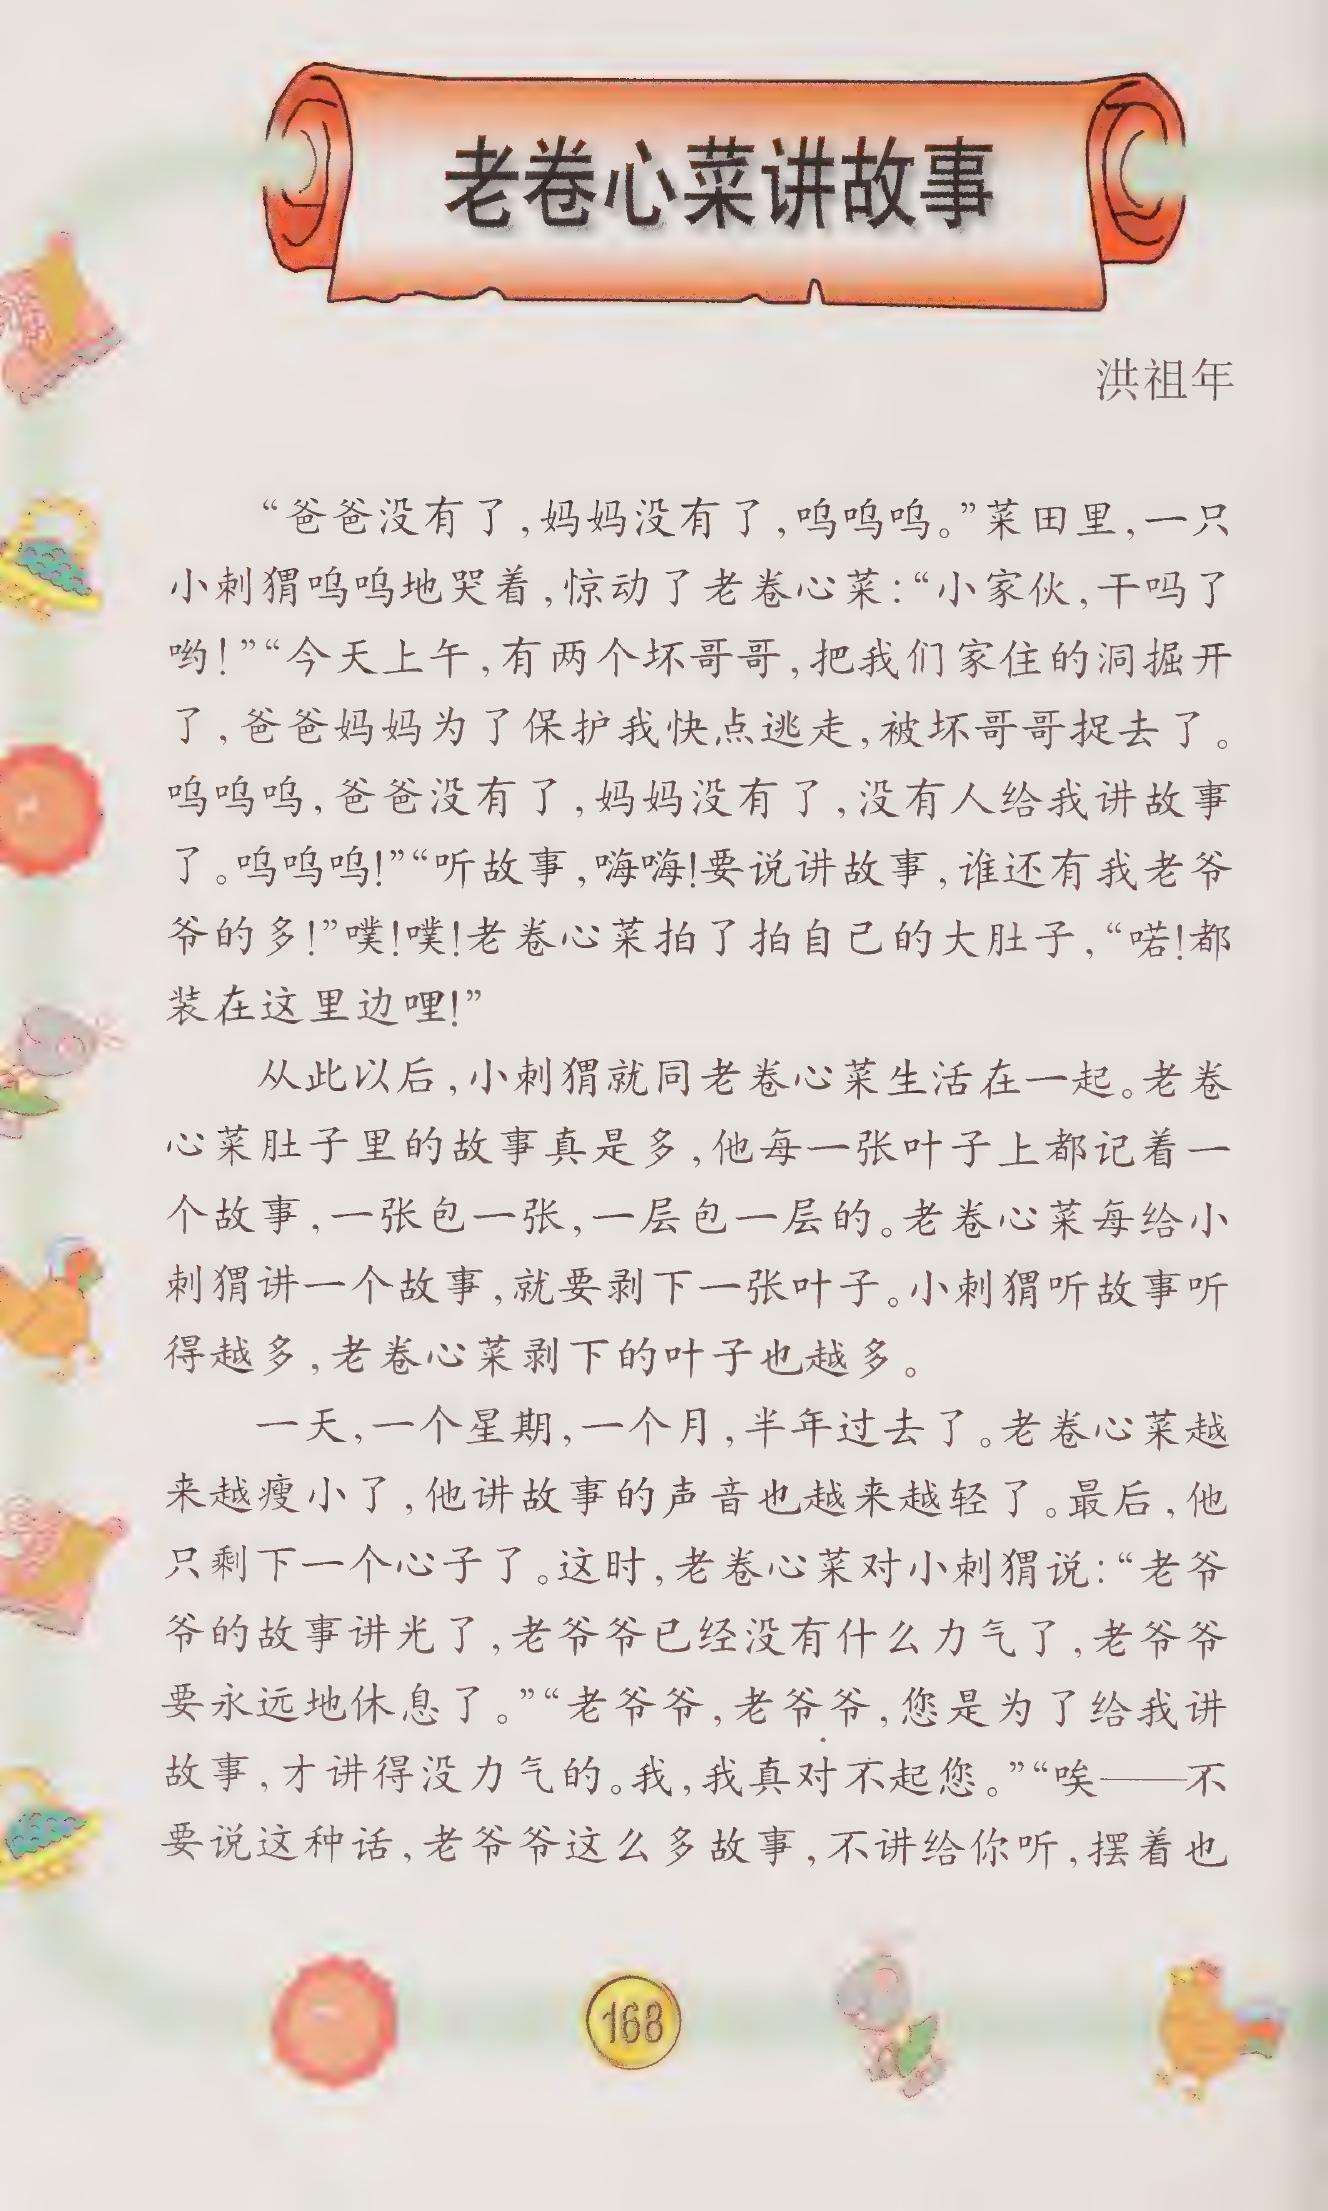 老卷心菜讲故事
洪祖年
“爸爸没有了,妈妈没有了,呜呜呜。”菜田里,一只
小刺猬呜呜地哭着,惊动了老卷心菜:“小家伙,干吗了
哟!”“今天上午,有两个坏哥哥,把我们家住的洞掘开
了,爸爸妈妈为了保护我快点逃走,被坏哥哥捉去了。
呜呜呜,爸爸没有了,妈妈没有了,没有人给我讲故事
了。呜呜呜!”“听故事,嗨嗨!要说讲故事,谁还有我老爷
爷的多!”噗!噗!老卷心菜拍了拍自己的大肚子,“喏!都
装在这里边哩!”
从此以后,小刺猬就同老卷心菜生活在一起。老卷
心菜肚子里的故事真是多,他每一张叶子上都记着一
个故事,一张包一张,一层包一层的。老卷心菜每给小
刺猬讲一个故事,就要剥下一张叶子。小刺猬听故事听
得越多,老卷心菜剥下的叶子也越多。
一天,一个星期,一个月,半年过去了。老卷心菜越
来越瘦小了,他讲故事的声音也越来越轻了。最后,他
只剩下一个心子了。这时,老卷心菜对小刺猬说:“老爷
爷的故事讲光了,老爷爷已经没有什么力气了,老爷爷
要永远地休息了。”“老爷爷,老爷爷,您是为了给我讲
故事,才讲得没力气的。我,我真对不起您。”“唉——不
要说这种话,老爷爷这么多故事,不讲给你听,摆着也
168